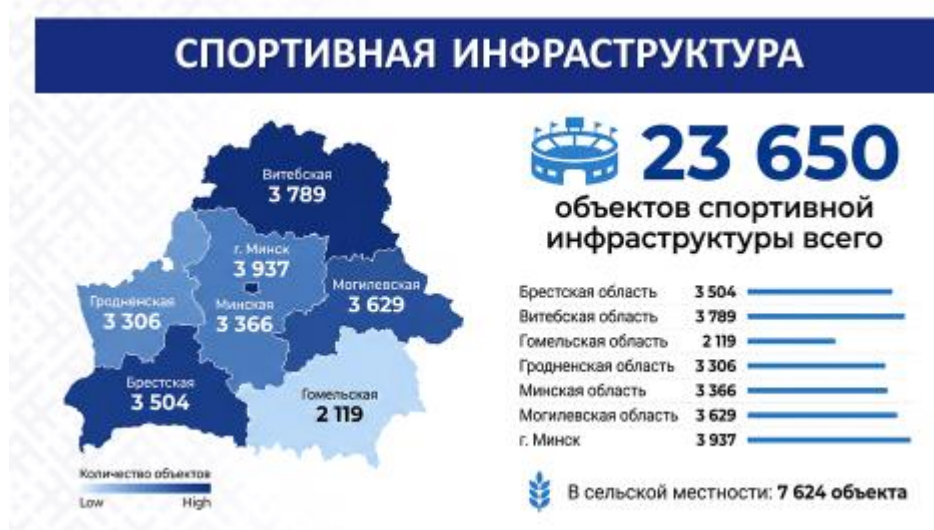 СПОРТИВНАЯ ИНФРАСТРУКТУРА
Витебская
3 789
г. Минск
3 937
Могилевская
3 629
Гродненская
3 306
Минская
3 366
Брестская
3 504
Гомельская
2 119
Количество объектов
Low High
23 650
объектов спортивной
инфраструктуры всего
Брестская область 3 504
Витебская область 3 789
Гомельская область 2 119
Гродненская область 3 306
Минская область 3 366
Могилевская область 3 629
г. Минск 3 937
В сельской местности: 7 624 объекта